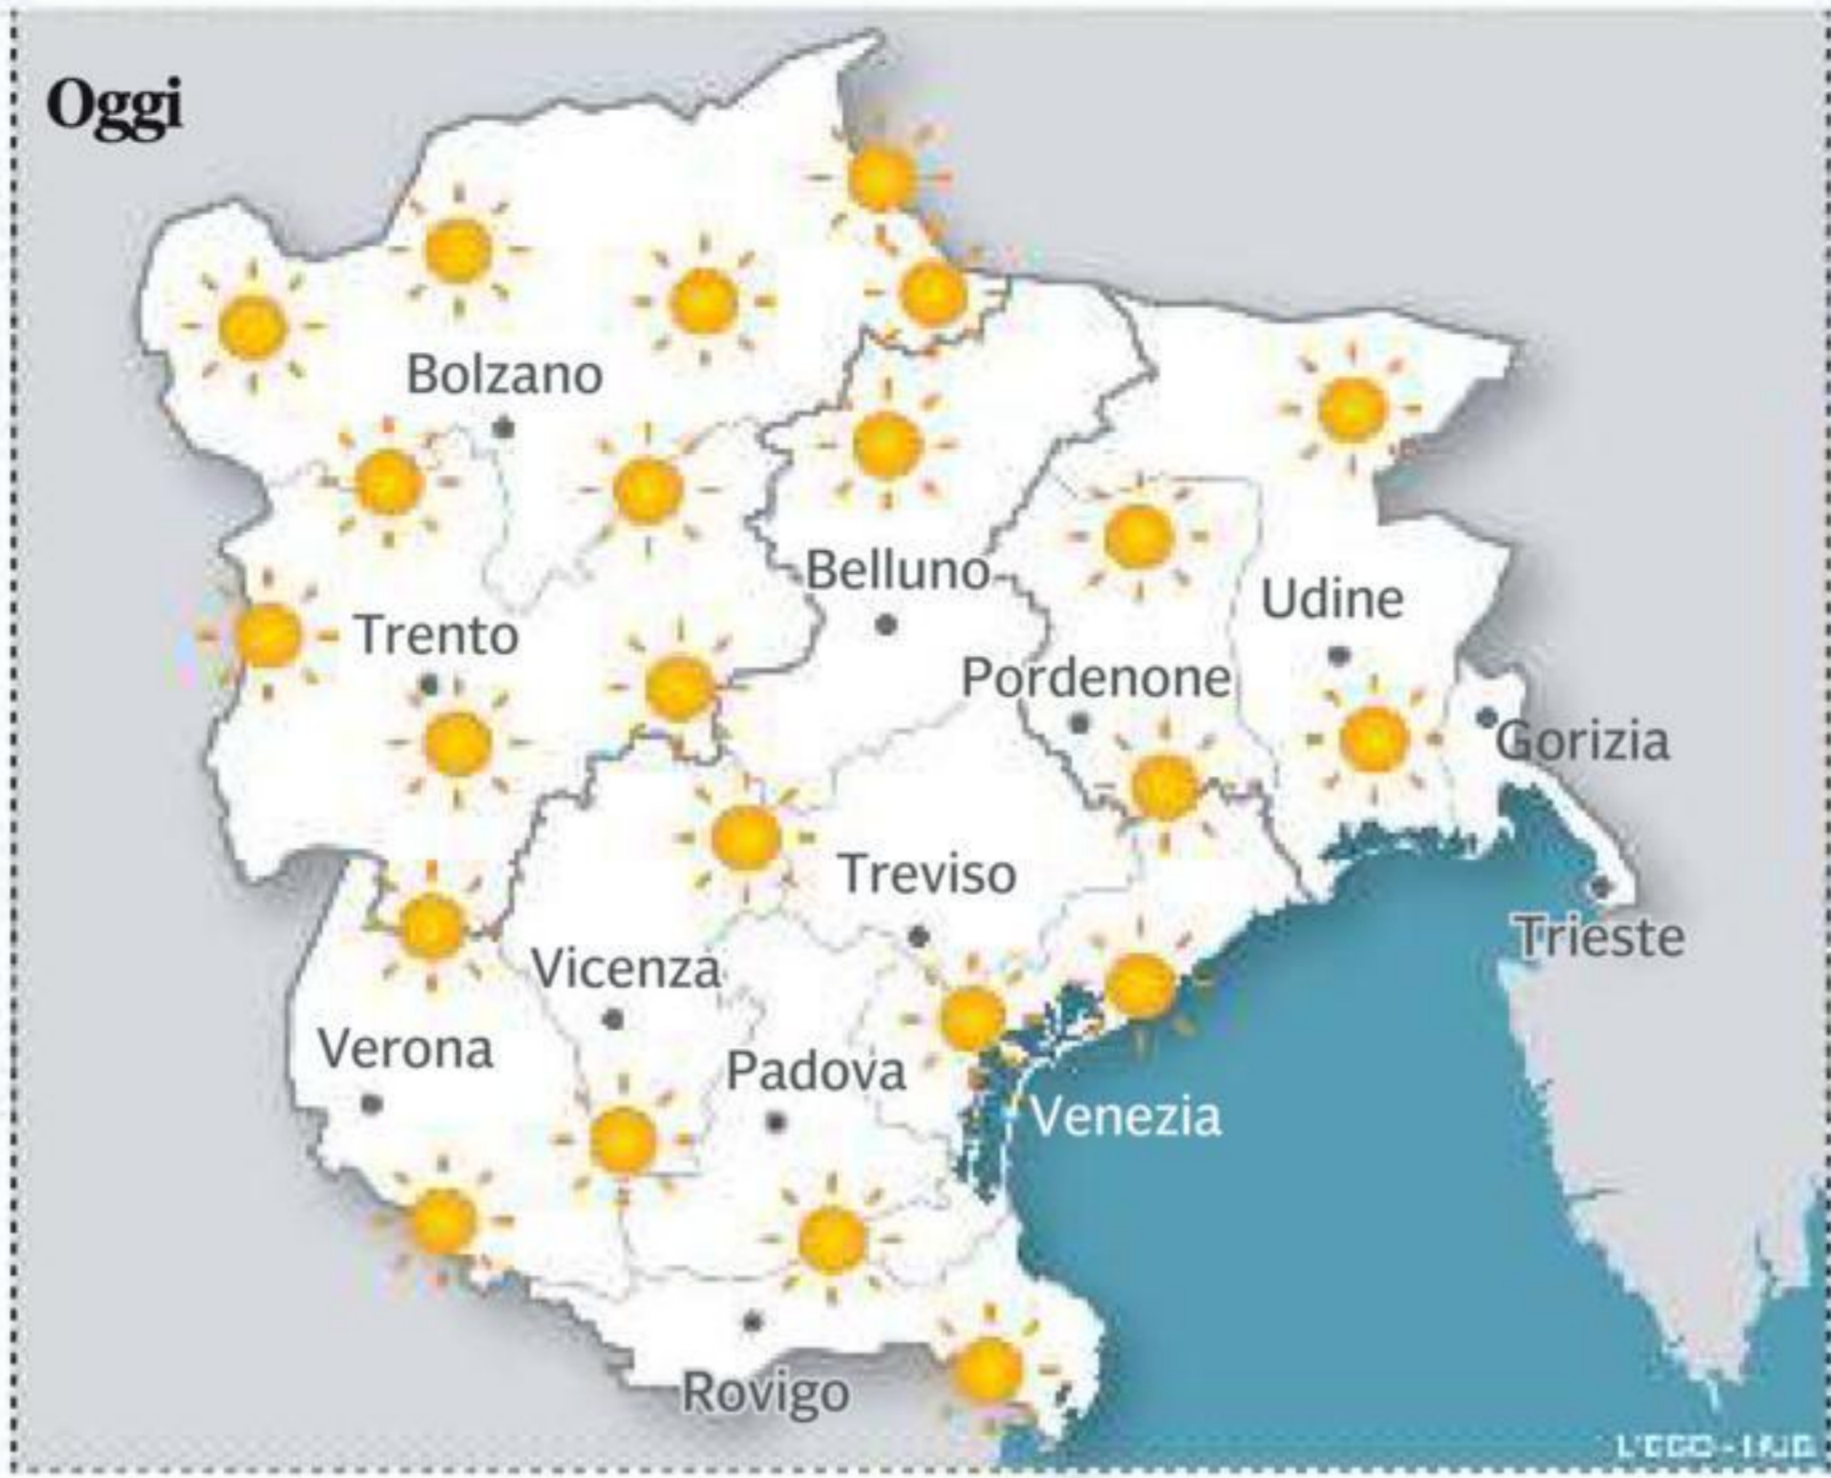 Oggi
Bolzano
Belluno
Udine
Trento
Pordenone
Gorizia
Treviso
Trieste
Vicenza
Verona
Padova
Venezia
Rovigo